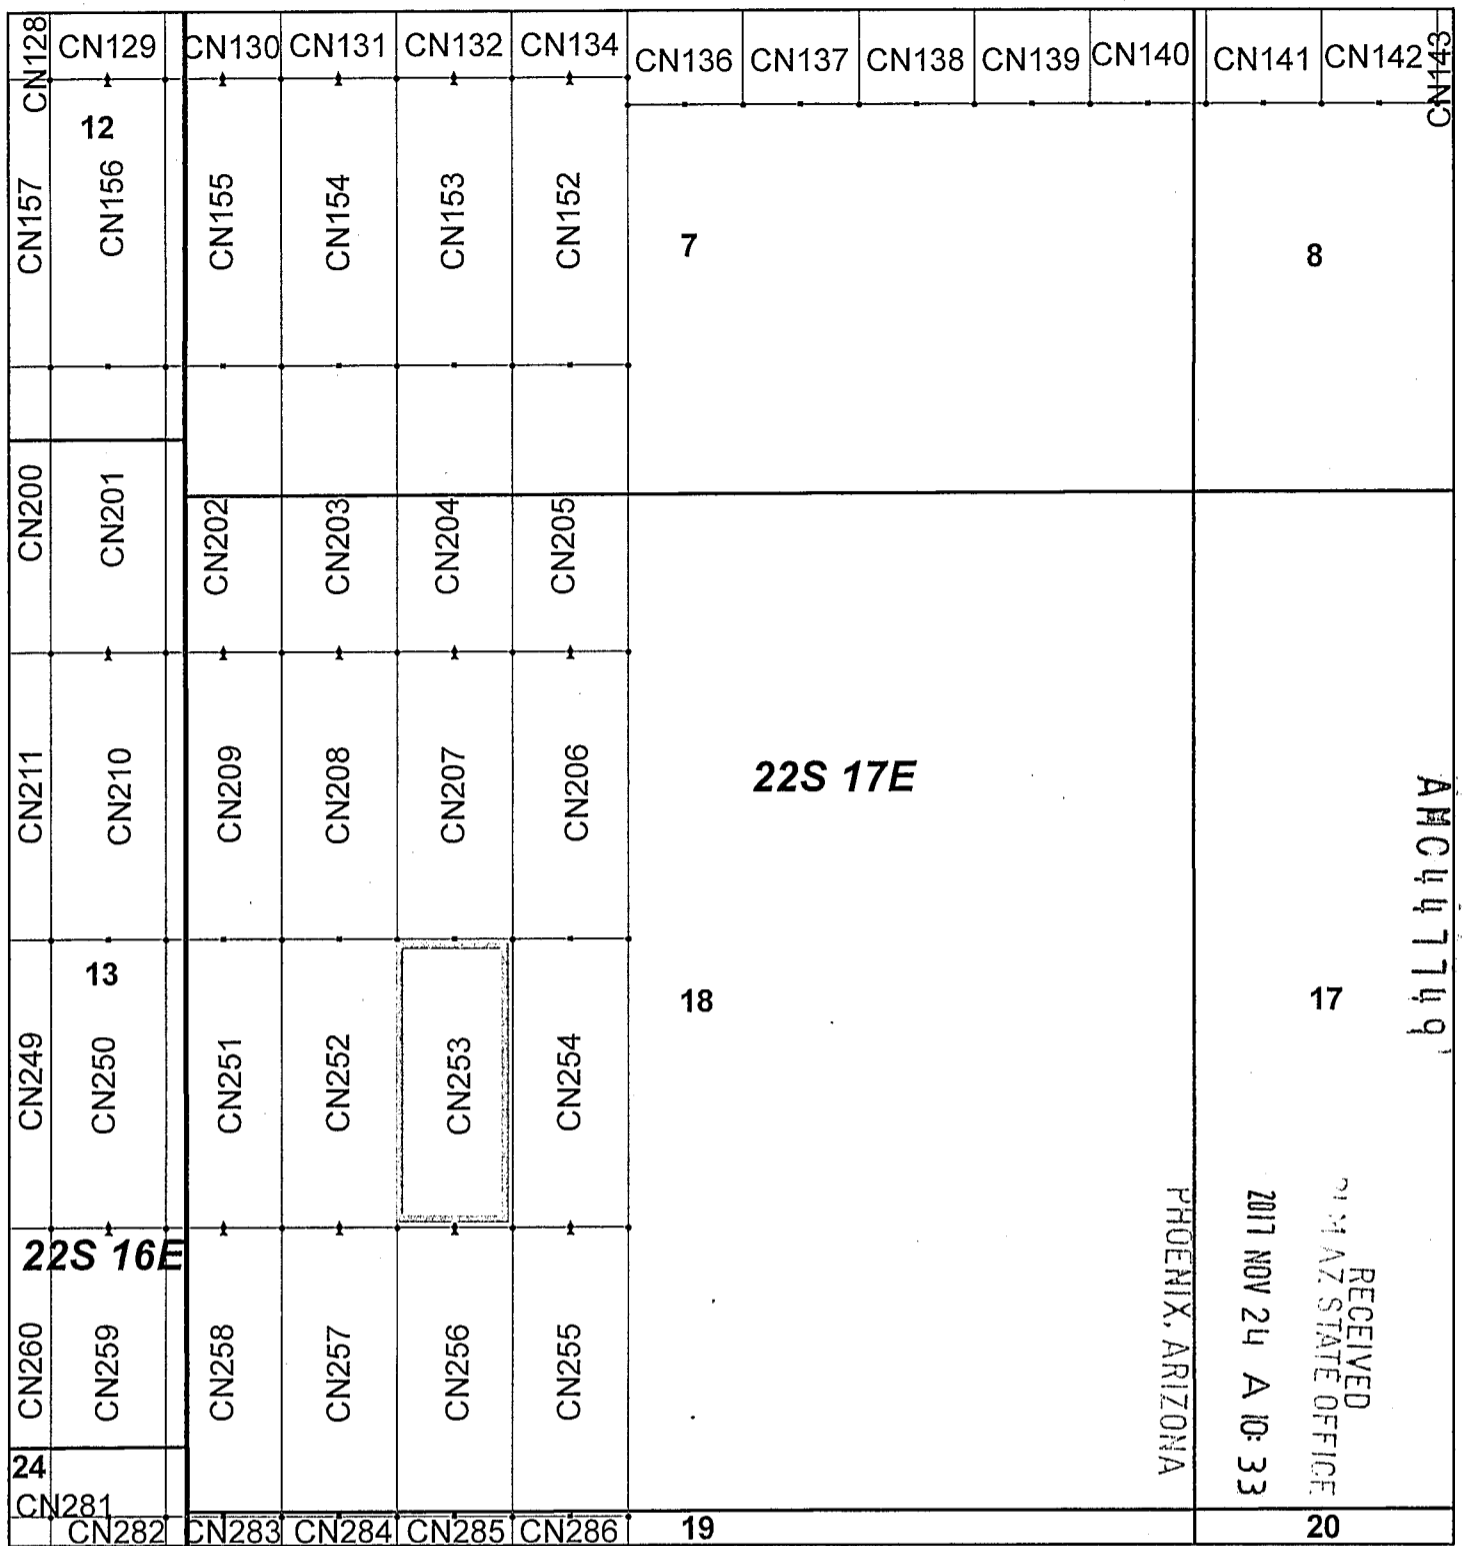 CN128 CN129 CN130 CN131 CN132 CN134 CN136 CN137 CN138 CN139 CN140 CN141 CN142 CN143
12
CN157 CN156 CN155 CN154 CN153 CN152
7 8
CN200 CN201 CN202 CN203 CN204 CN205
CN211 CN210 CN209 CN208 CN207 CN206
22S 17E
AMC447749
13 18 17
CN249 CN250 CN251 CN252 CN253 CN254
22S 16E
CN260 CN259 CN258 CN257 CN256 CN255
RECEIVED
AZ STATE OFFICE
2017 NOV 24 A 10:33
PHOENIX, ARIZONA
24
CN281
CN282 CN283 CN284 CN285 CN286 19 20